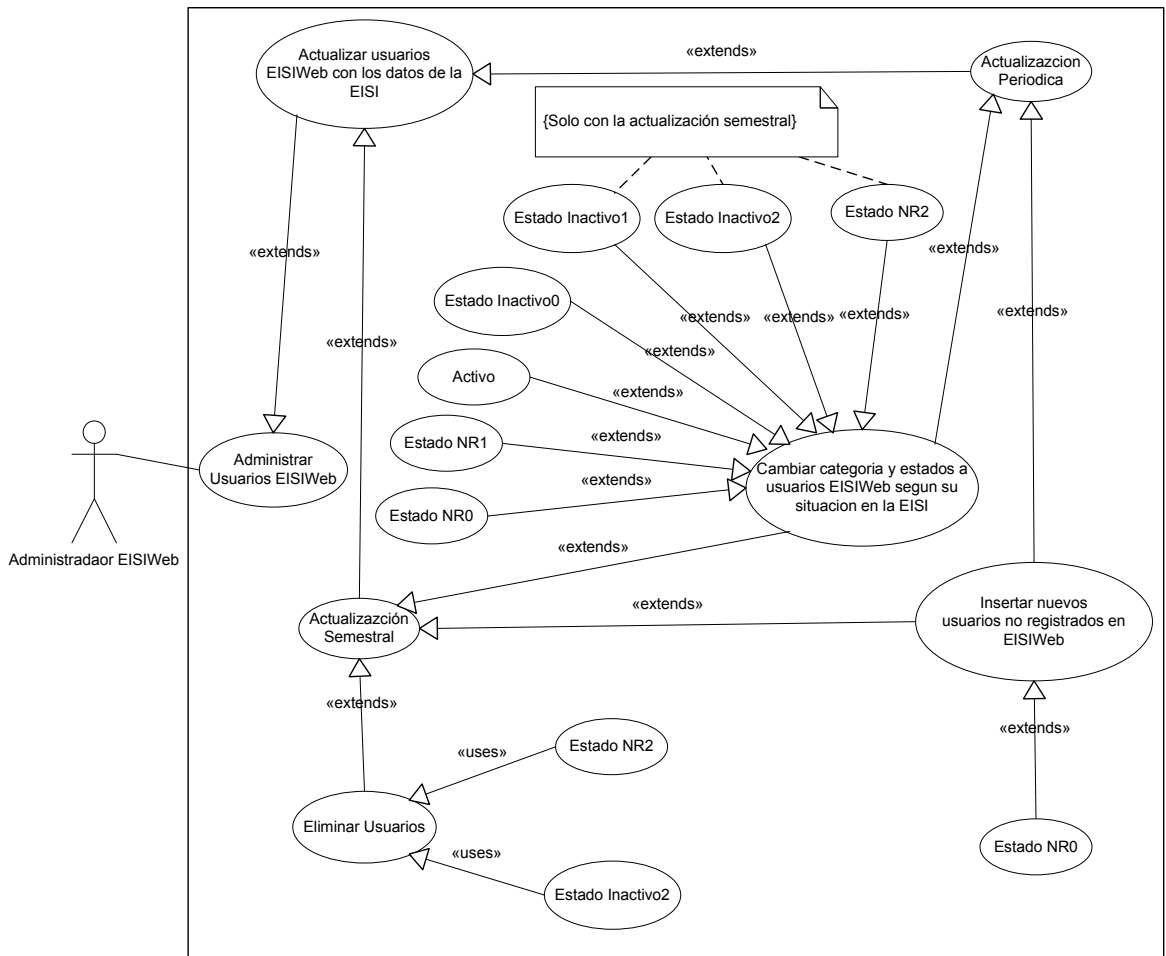 Actualizar usuarios
EISIWeb con los datos de la
EISI
«extends»
Actualizazcion
Periodica
{Solo con la actualización semestral}
Estado Inactivo1
Estado Inactivo2
Estado NR2
«extends»
«extends»
Estado Inactivo0
«extends»
«extends»
«extends»
«extends»
«extends»
«extends»
Activo
«extends»
Estado NR1
«extends»
Administrar
Usuarios EISIWeb
Cambiar categoria y estados a
usuarios EISIWeb segun su
situacion en la EISI
«extends»
Estado NR0
Administradaor EISIWeb
«extends»
«extends»
Actualizazción
Semestral
Insertar nuevos
usuarios no registrados en
EISIWeb
«extends»
«extends»
«uses»
Estado NR2
Eliminar Usuarios
«uses»
Estado NR0
Estado Inactivo2